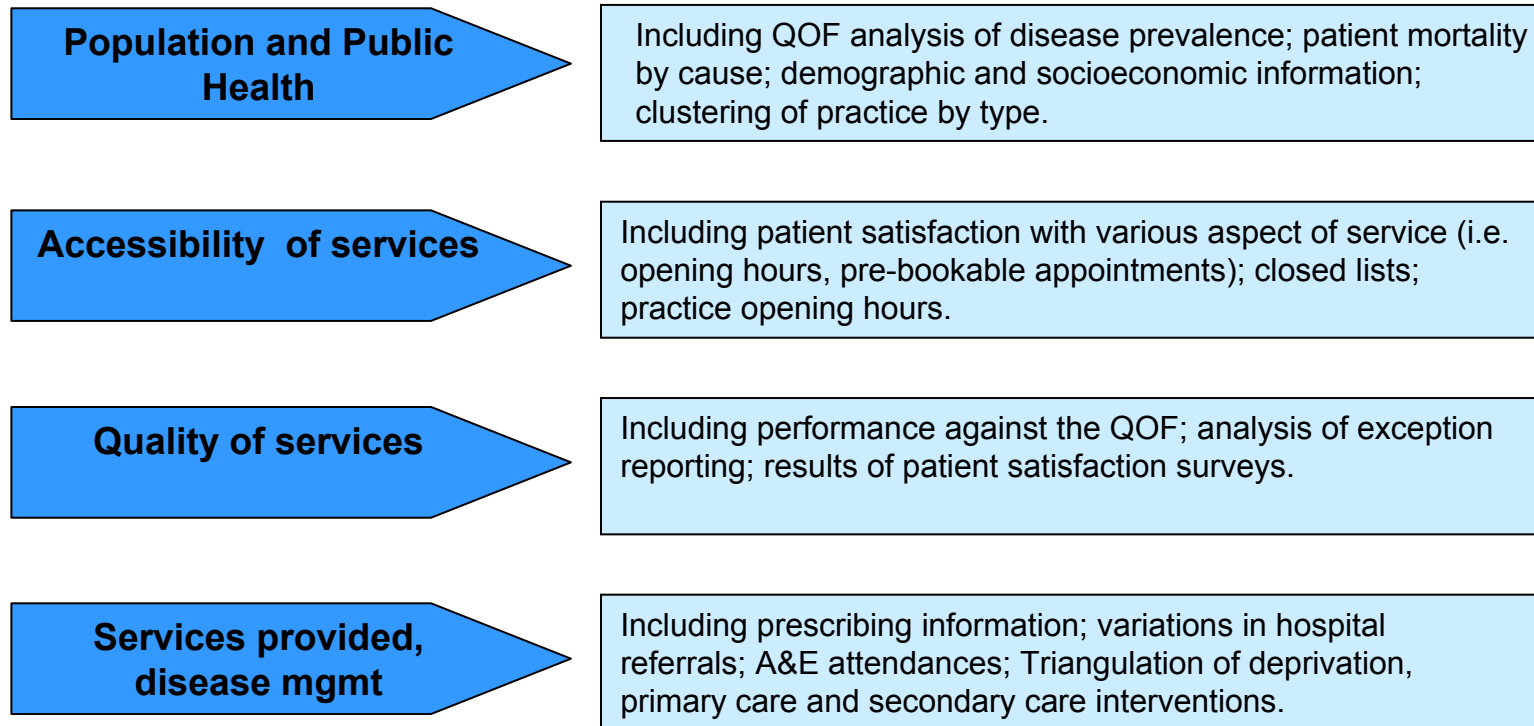 Population and Public
Health
Including QOF analysis of disease prevalence; patient mortality
by cause; demographic and socioeconomic information;
clustering of practice by type.
Accessibility of services
Including patient satisfaction with various aspect of service (i.e.
opening hours, pre-bookable appointments); closed lists;
practice opening hours.
Quality of services
Including performance against the QOF; analysis of exception
reporting; results of patient satisfaction surveys.
Services provided,
disease mgmt
Including prescribing information; variations in hospital
referrals; A&E attendances; Triangulation of deprivation,
primary care and secondary care interventions.